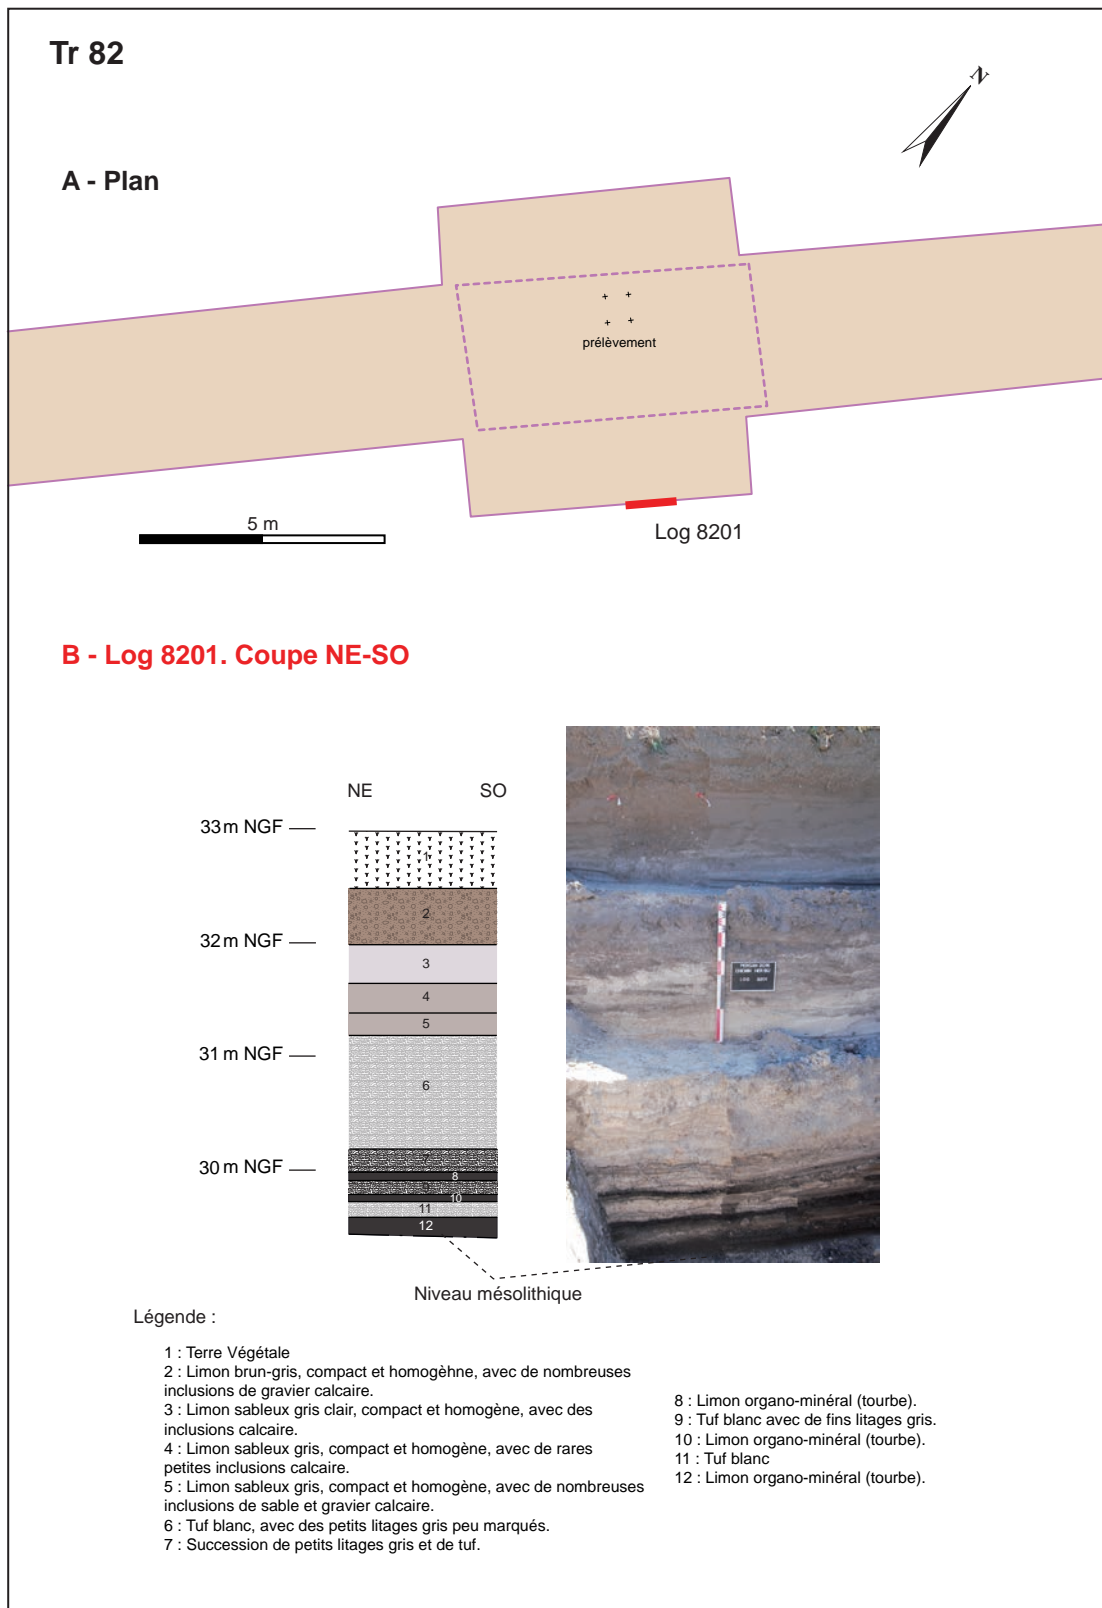 Tr 82
N
A - Plan
prélèvement
5 m
Log 8201
B - Log 8201. Coupe NE-SO
NE
SO
33 m NGF
1
2
32 m NGF
3
4
5
31 m NGF
6
7
30 m NGF
8
9
10
11
12
Niveau mésolithique
Légende :
1 : Terre Végétale
2 : Limon brun-gris, compact et homogèhne, avec de nombreuses
inclusions de gravier calcaire.
3 : Limon sableux gris clair, compact et homogène, avec des
inclusions calcaire.
4 : Limon sableux gris, compact et homogène, avec de rares
petites inclusions calcaire.
5 : Limon sableux gris, compact et homogène, avec de nombreuses
inclusions de sable et gravier calcaire.
6 : Tuf blanc, avec des petits litages gris peu marqués.
7 : Succession de petits litages gris et de tuf.
8 : Limon organo-minéral (tourbe).
9 : Tuf blanc avec de fins litages gris.
10 : Limon organo-minéral (tourbe).
11 : Tuf blanc
12 : Limon organo-minéral (tourbe).